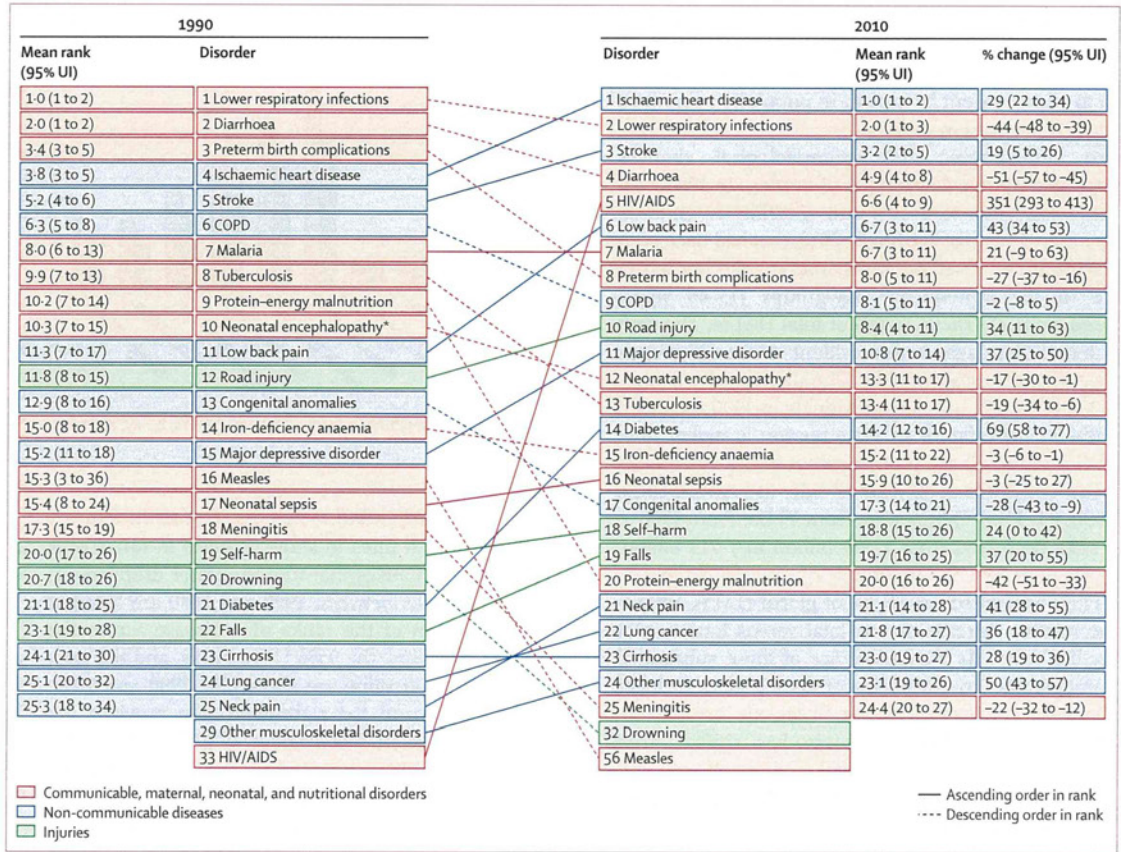 1990
2010
Mean rank (95% UI) Disorder
Disorder Mean rank (95% UI) % change (95% UI)
1·0 (1 to 2) 1 Lower respiratory infections
2·0 (1 to 2) 2 Diarrhoea
3·4 (3 to 5) 3 Preterm birth complications
3·8 (3 to 5) 4 Ischaemic heart disease
5·2 (4 to 6) 5 Stroke
6·3 (5 to 8) 6 COPD
8·0 (6 to 13) 7 Malaria
9·9 (7 to 13) 8 Tuberculosis
10·2 (7 to 14) 9 Protein–energy malnutrition
10·3 (7 to 15) 10 Neonatal encephalopathy*
11·3 (7 to 17) 11 Low back pain
11·8 (8 to 15) 12 Road injury
12·9 (8 to 16) 13 Congenital anomalies
15·0 (8 to 18) 14 Iron-deficiency anaemia
15·2 (11 to 18) 15 Major depressive disorder
15·3 (3 to 36) 16 Measles
15·4 (8 to 24) 17 Neonatal sepsis
17·3 (15 to 19) 18 Meningitis
20·0 (17 to 26) 19 Self-harm
20·7 (18 to 26) 20 Drowning
21·1 (18 to 25) 21 Diabetes
23·1 (19 to 28) 22 Falls
24·1 (21 to 30) 23 Cirrhosis
25·1 (20 to 32) 24 Lung cancer
25·3 (18 to 34) 25 Neck pain
29 Other musculoskeletal disorders
33 HIV/AIDS
1 Ischaemic heart disease 1·0 (1 to 2) 29 (22 to 34)
2 Lower respiratory infections 2·0 (1 to 3) –44 (–48 to –39)
3 Stroke 3·2 (2 to 5) 19 (5 to 26)
4 Diarrhoea 4·9 (4 to 8) –51 (–57 to –45)
5 HIV/AIDS 6·6 (4 to 9) 351 (293 to 413)
6 Low back pain 6·7 (3 to 11) 43 (34 to 53)
7 Malaria 6·7 (3 to 11) 21 (–9 to 63)
8 Preterm birth complications 8·0 (5 to 11) –27 (–37 to –16)
9 COPD 8·1 (5 to 11) –2 (–8 to 5)
10 Road injury 8·4 (4 to 11) 34 (11 to 63)
11 Major depressive disorder 10·8 (7 to 14) 37 (25 to 50)
12 Neonatal encephalopathy* 13·3 (11 to 17) –17 (–30 to –1)
13 Tuberculosis 13·4 (11 to 17) –19 (–34 to –6)
14 Diabetes 14·2 (12 to 16) 69 (58 to 77)
15 Iron-deficiency anaemia 15·2 (11 to 22) –3 (–6 to –1)
16 Neonatal sepsis 15·9 (10 to 26) –3 (–25 to 27)
17 Congenital anomalies 17·3 (14 to 21) –28 (–43 to –9)
18 Self-harm 18·8 (15 to 26) 24 (0 to 42)
19 Falls 19·7 (16 to 25) 37 (20 to 55)
20 Protein–energy malnutrition 20·0 (16 to 26) –42 (–51 to –33)
21 Neck pain 21·1 (14 to 28) 41 (28 to 55)
22 Lung cancer 21·8 (17 to 27) 36 (18 to 47)
23 Cirrhosis 23·0 (19 to 27) 28 (19 to 36)
24 Other musculoskeletal disorders 23·1 (19 to 26) 50 (43 to 57)
25 Meningitis 24·4 (20 to 27) –22 (–32 to –12)
32 Drowning
56 Measles
Communicable, maternal, neonatal, and nutritional disorders
Non-communicable diseases
Injuries
Ascending order in rank
Descending order in rank